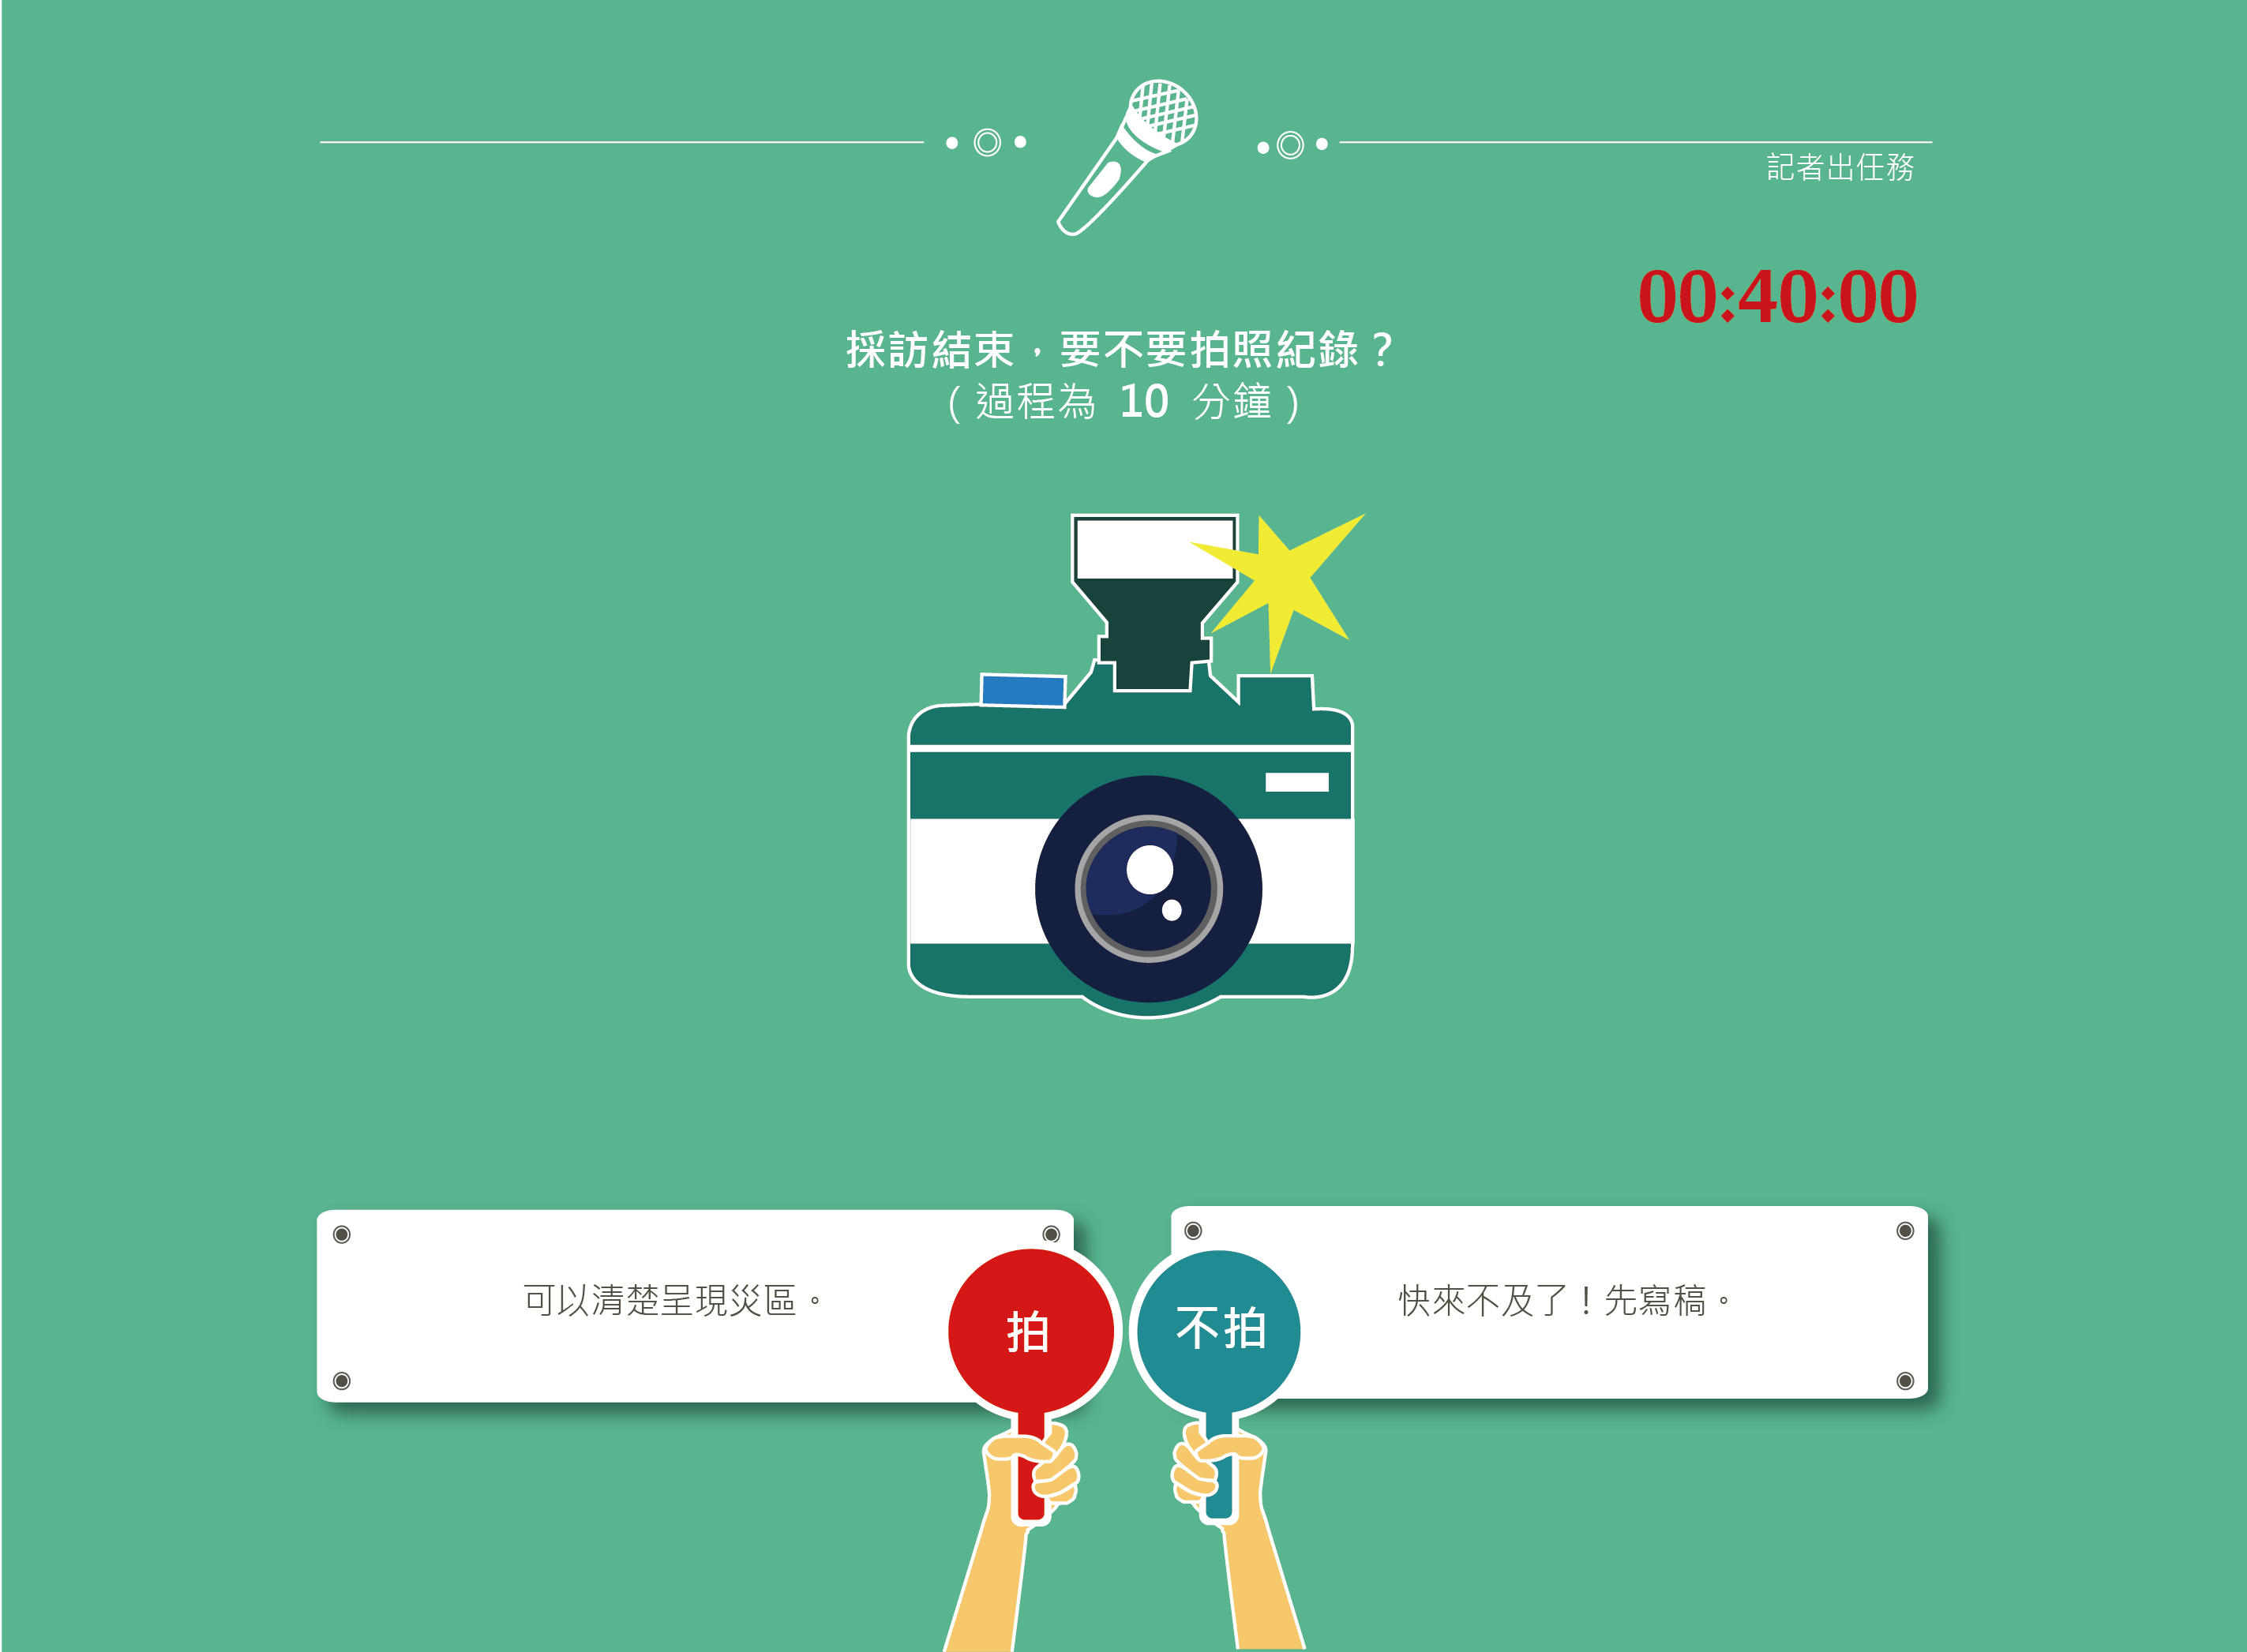 記者出任務
00:40:00
採訪結束，要不要拍照紀錄？
（過程為 10 分鐘）
可以清楚呈現災區。
拍
不拍
快來不及了！先寫稿。